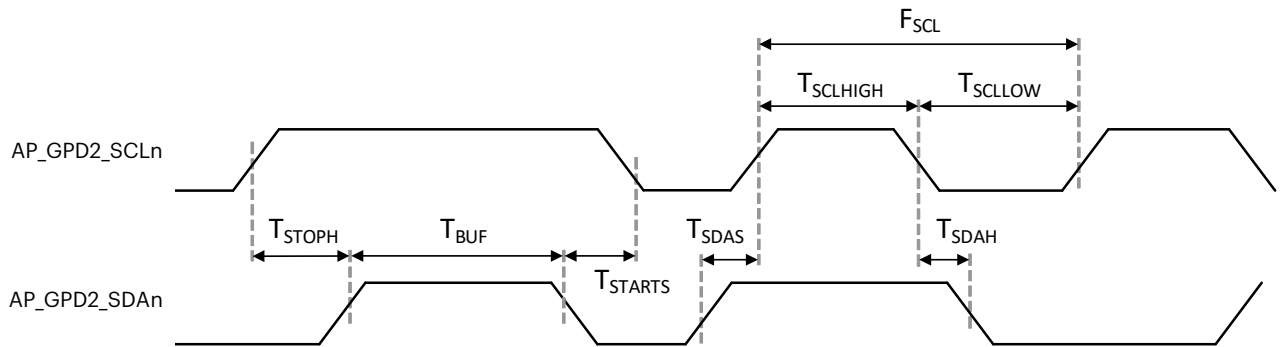 FSCL
TSCLHIGH TSCLLOW
AP_GPD2_SCLn
TSTOPH TBUF TSDAS TSDAH
TSTARTS
AP_GPD2_SDAn